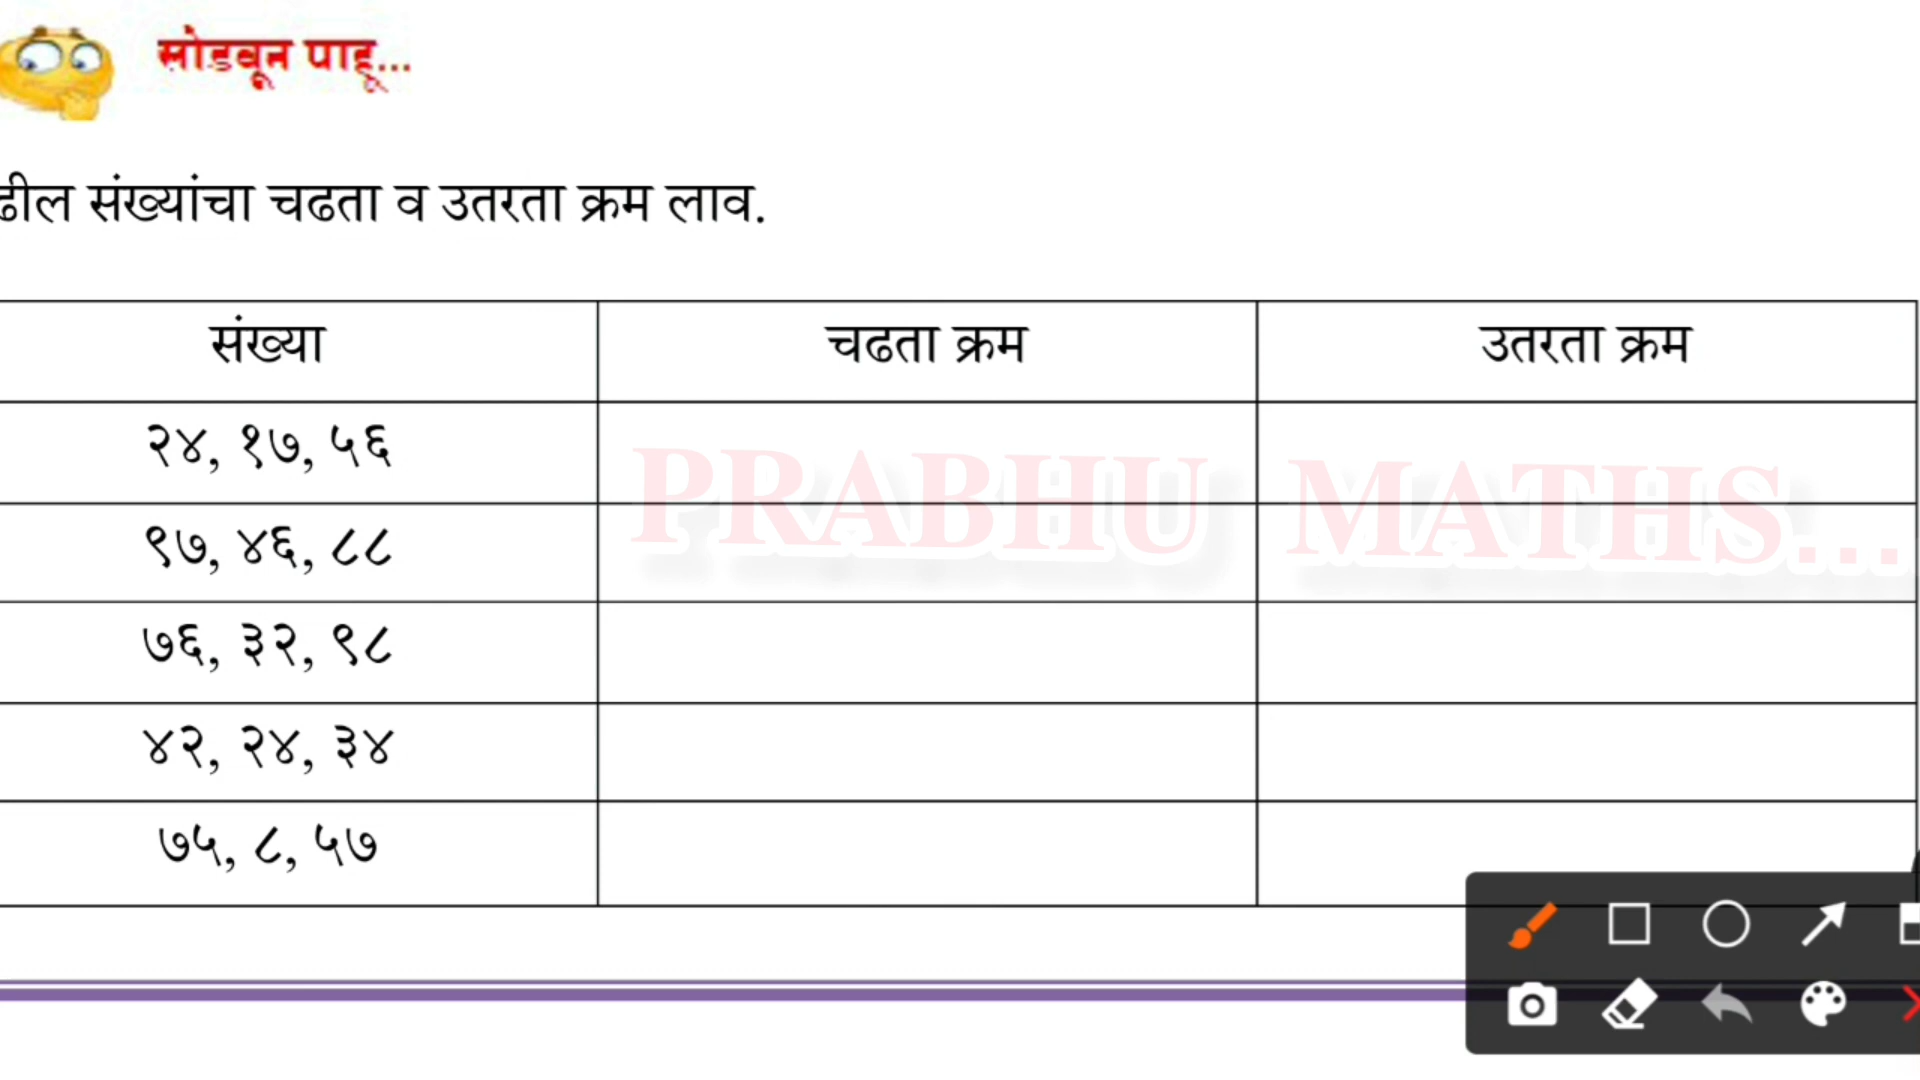 सोडवून पाहू...
ढील संख्यांचा चढता व उतरता क्रम लाव.
संख्या चढता क्रम उतरता क्रम
२४, १७, ५६
PRABHU MATHS...
९७, ४६, ८८
७६, ३२, ९८
४२, २४, ३४
७५, ८, ५७